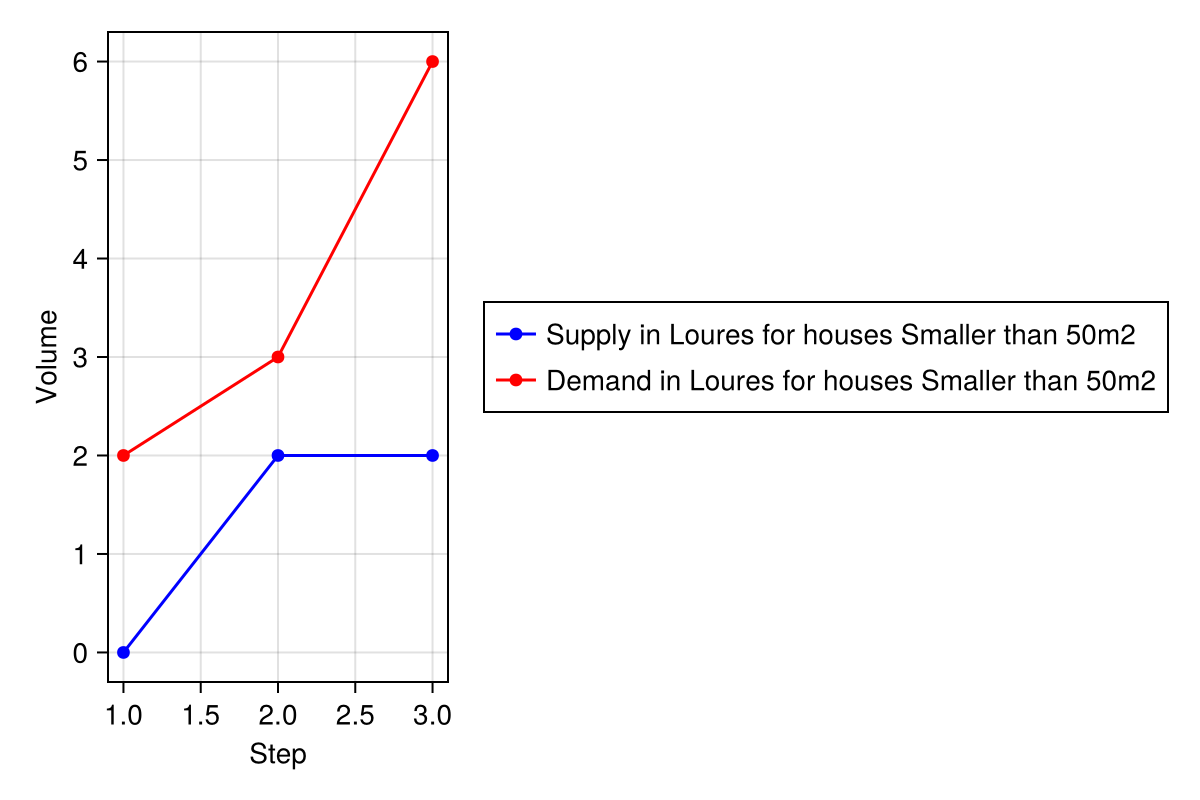 6
5
4
3
2
1
0
Volume
1.0 1.5 2.0 2.5 3.0
Step
Supply in Loures for houses Smaller than 50m2
Demand in Loures for houses Smaller than 50m2